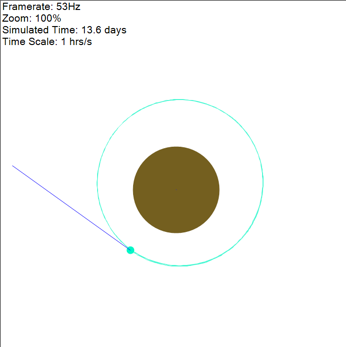 Framerate: 53Hz
Zoom: 100%
Simulated Time: 13.6 days
Time Scale: 1 hrs/s